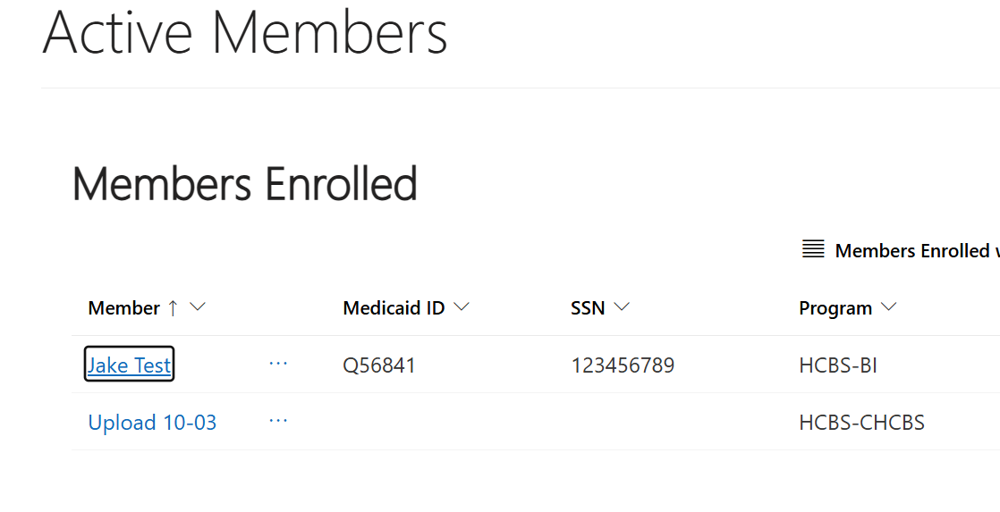 Active Members
Members Enrolled
Members Enrolled
Member ↑ Medicaid ID SSN Program
Jake Test ... Q56841 123456789 HCBS-BI
Upload 10-03 ... HCBS-CHCBS